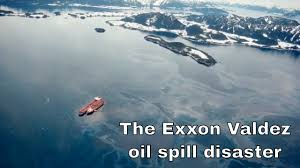 The Exxon Valdez
oil spill disaster